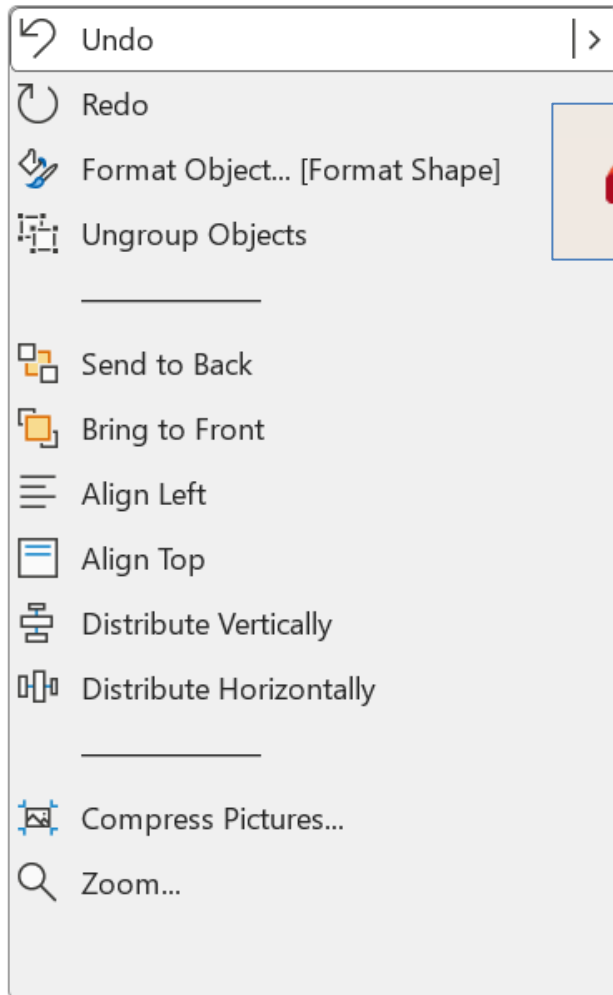 Undo
Redo
Format Object... [Format Shape]
Ungroup Objects
Send to Back
Bring to Front
Align Left
Align Top
Distribute Vertically
Distribute Horizontally
Compress Pictures...
Zoom...